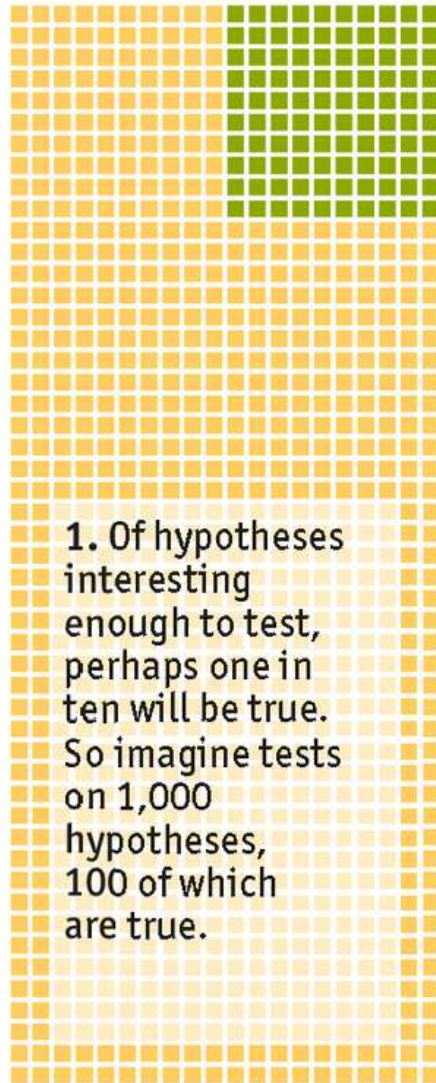 1. Of hypotheses
interesting
enough to test,
perhaps one in
ten will be true.
So imagine tests
on 1,000
hypotheses,
100 of which
are true.